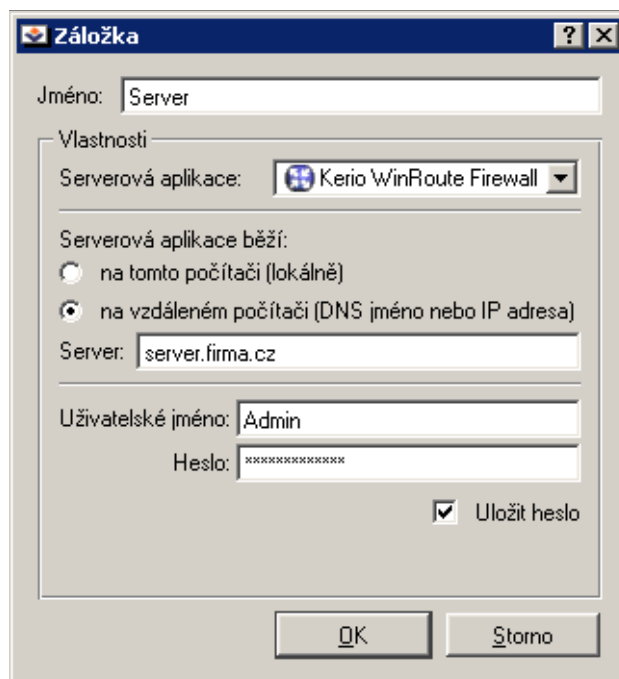 Záložka
Jméno: Server
Vlastnosti
Serverová aplikace: Kerio WinRoute Firewall
Serverová aplikace běží:
na tomto počítači (lokálně)
na vzdáleném počítači (DNS jméno nebo IP adresa)
Server: server.firma.cz
Uživatelské jméno: Admin
Heslo: *************
Uložit heslo
OK Storno